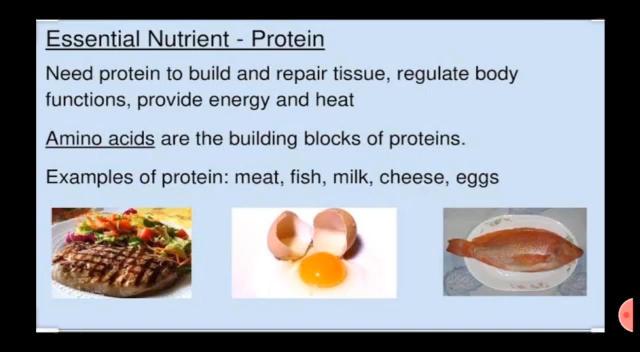 Essential Nutrient - Protein
Need protein to build and repair tissue, regulate body
functions, provide energy and heat
Amino acids are the building blocks of proteins.
Examples of protein: meat, fish, milk, cheese, eggs